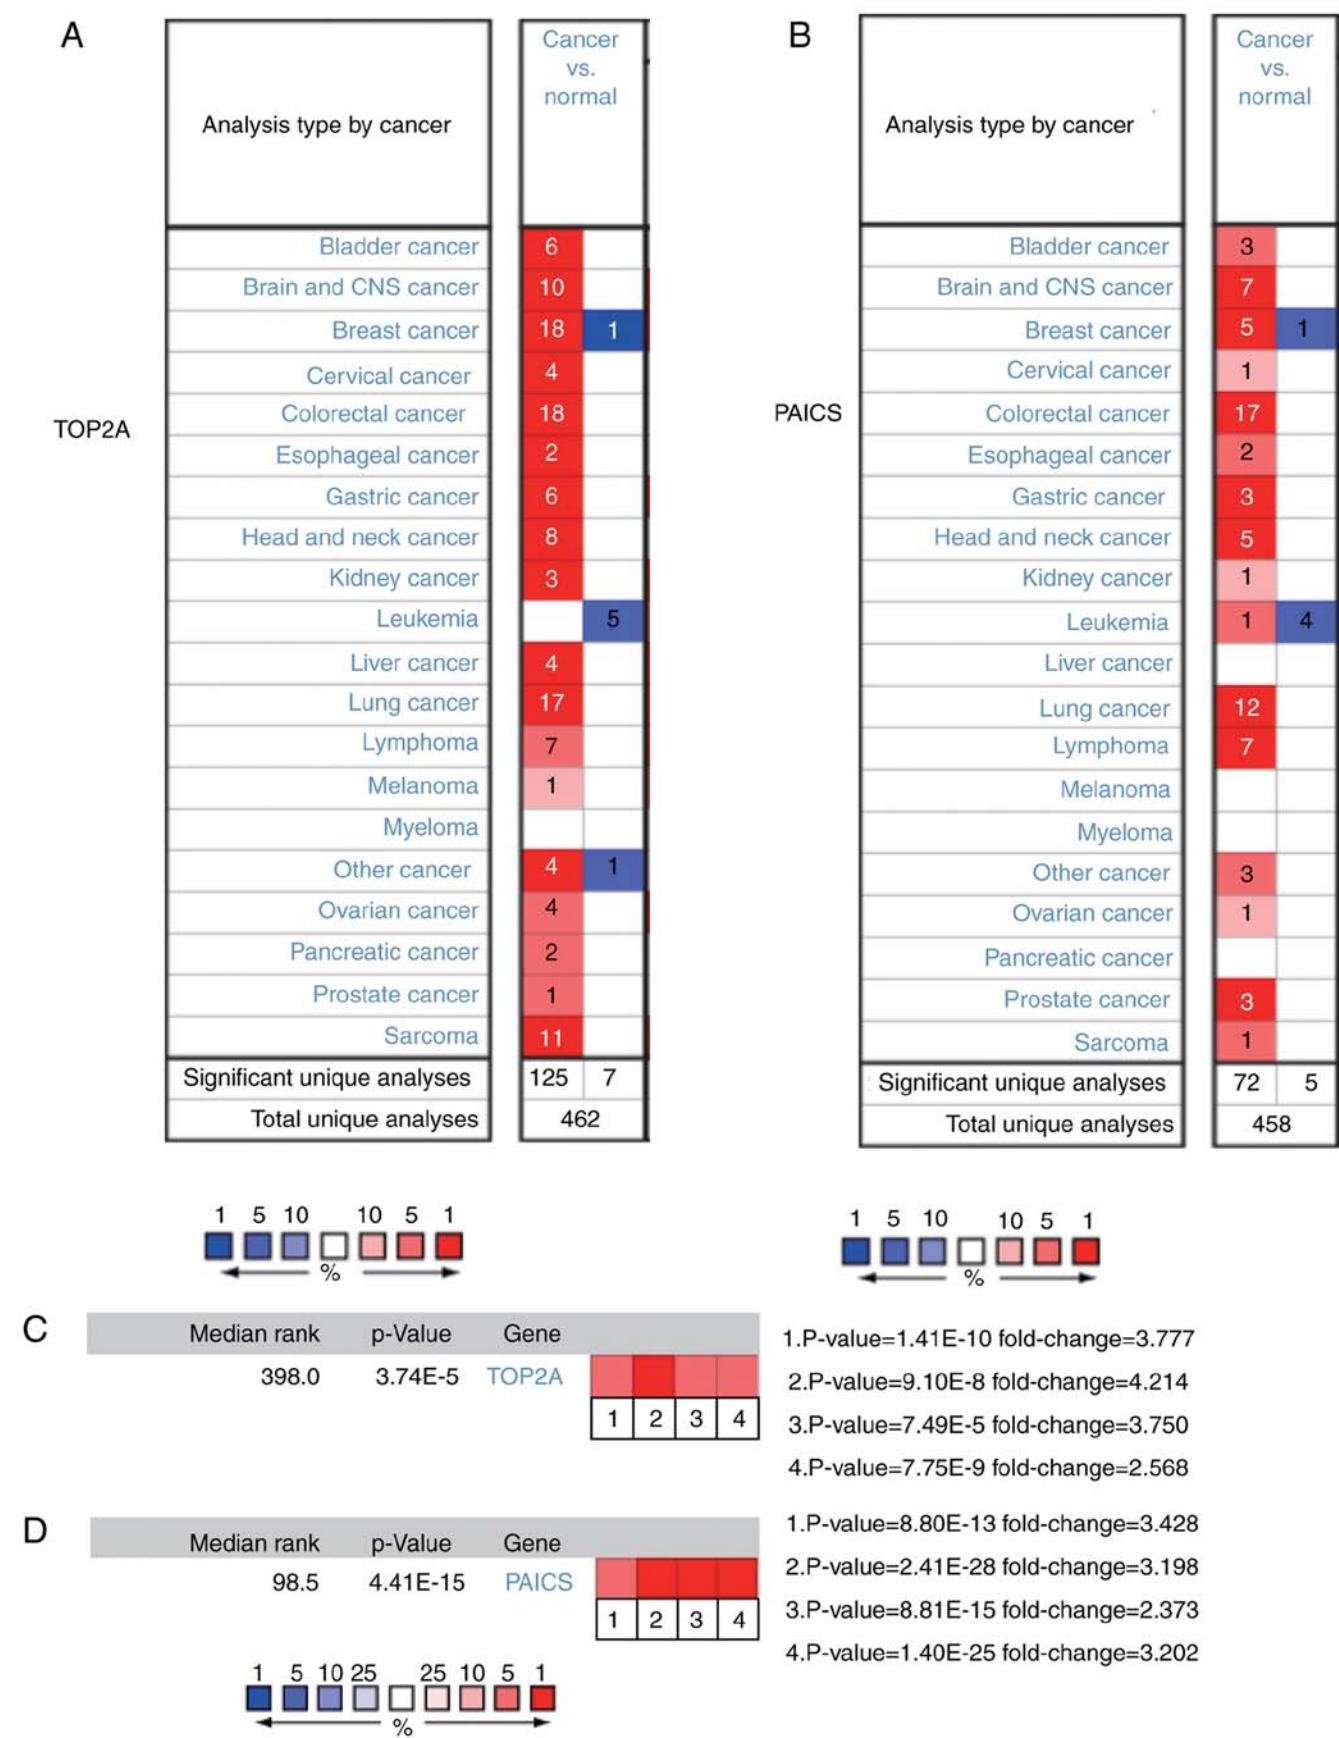 A
Analysis type by cancer
Cancer
vs.
normal
TOP2A
Bladder cancer 6
Brain and CNS cancer 10
Breast cancer 18 1
Cervical cancer 4
Colorectal cancer 18
Esophageal cancer 2
Gastric cancer 6
Head and neck cancer 8
Kidney cancer 3
Leukemia 5
Liver cancer 4
Lung cancer 17
Lymphoma 7
Melanoma 1
Myeloma
Other cancer 4 1
Ovarian cancer 4
Pancreatic cancer 2
Prostate cancer 1
Sarcoma 11
Significant unique analyses 125 7
Total unique analyses 462
1 5 10 10 5 1
%
B
Analysis type by cancer
Cancer
vs.
normal
PAICS
Bladder cancer 3
Brain and CNS cancer 7
Breast cancer 5 1
Cervical cancer 1
Colorectal cancer 17
Esophageal cancer 2
Gastric cancer 3
Head and neck cancer 5
Kidney cancer 1
Leukemia 1 4
Liver cancer
Lung cancer 12
Lymphoma 7
Melanoma
Myeloma
Other cancer 3
Ovarian cancer 1
Pancreatic cancer
Prostate cancer 3
Sarcoma 1
Significant unique analyses 72 5
Total unique analyses 458
1 5 10 10 5 1
%
C
Median rank p-Value Gene
398.0 3.74E-5 TOP2A
1 2 3 4
1.P-value=1.41E-10 fold-change=3.777
2.P-value=9.10E-8 fold-change=4.214
3.P-value=7.49E-5 fold-change=3.750
4.P-value=7.75E-9 fold-change=2.568
D
Median rank p-Value Gene
98.5 4.41E-15 PAICS
1 2 3 4
1.P-value=8.80E-13 fold-change=3.428
2.P-value=2.41E-28 fold-change=3.198
3.P-value=8.81E-15 fold-change=2.373
4.P-value=1.40E-25 fold-change=3.202
1 5 10 25 25 10 5 1
%